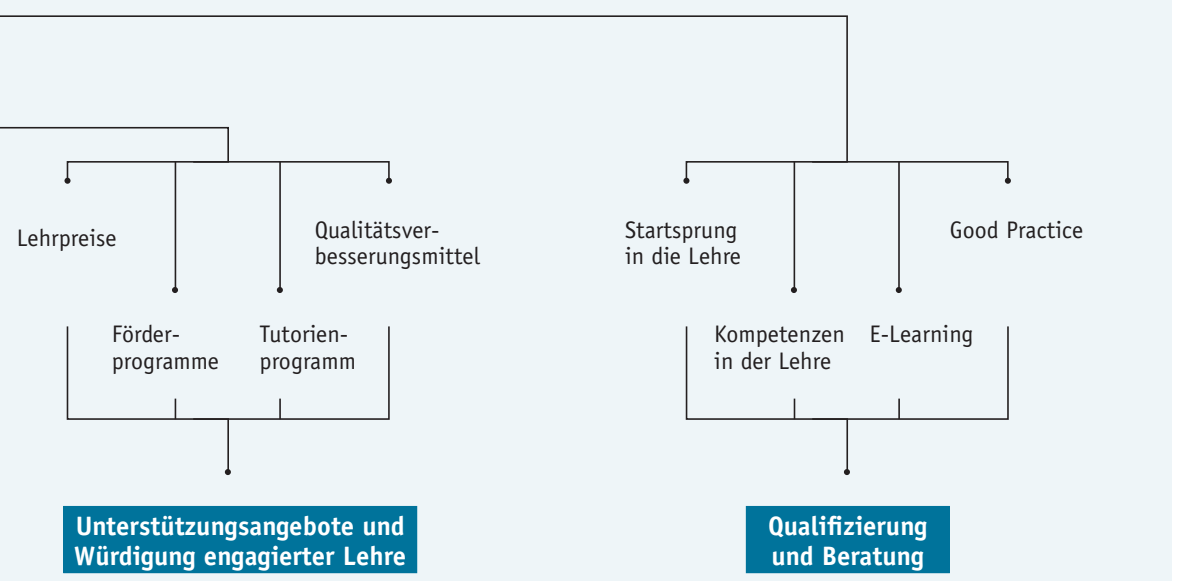 Lehrpreise
Qualitätsver-
besserungsmittel
Förder-
programme
Tutorien-
programm
Unterstützungsangebote und
Würdigung engagierter Lehre
Startsprung
in die Lehre
Good Practice
Kompetenzen
in der Lehre
E-Learning
Qualifizierung
und Beratung